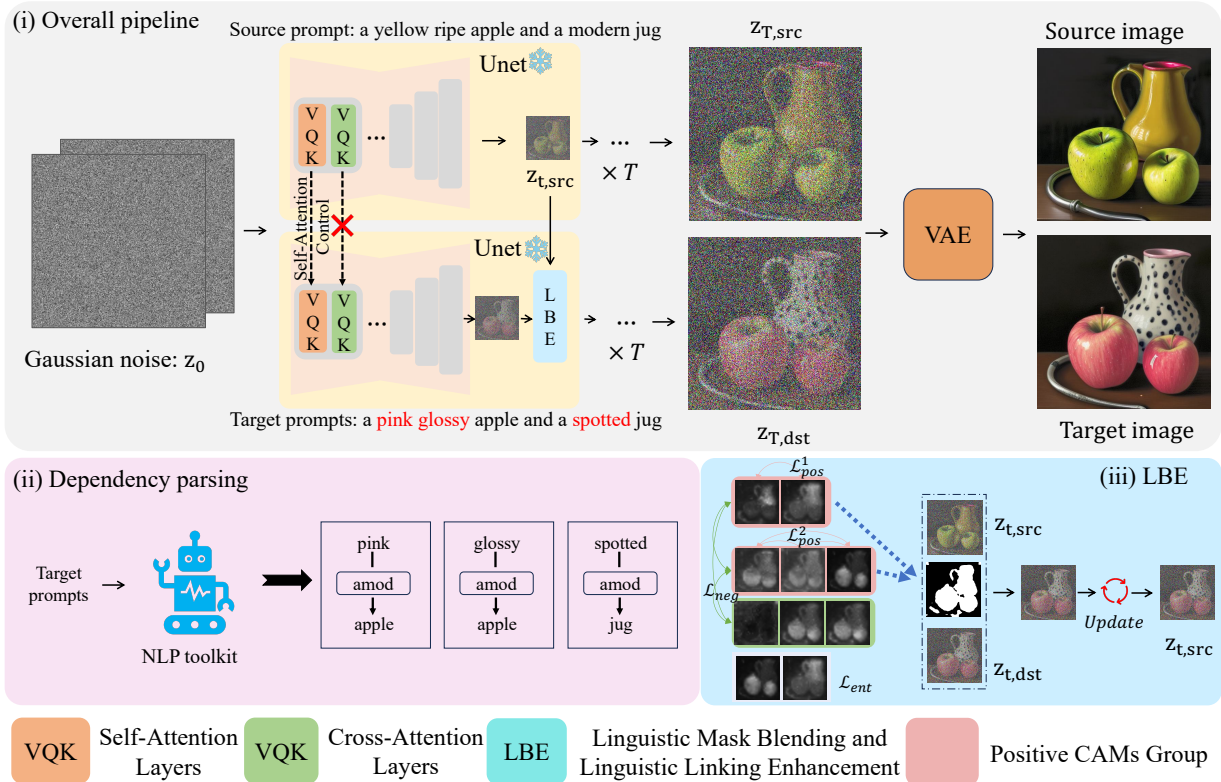 (i) Overall pipeline
Source prompt: a yellow ripe apple and a modern jug
Unet
V
Q
K
V
Q
K
...
z_{t,src}
...
× T
z_{T,src}
Source image
Self-Attention
Control
Gaussian noise: z_0
Unet
V
Q
K
V
Q
K
...
L
B
E
...
× T
VAE
Target prompts: a pink glossy apple and a spotted jug
z_{T,dst}
Target image
(ii) Dependency parsing
Target
prompts
NLP toolkit
pink
amod
apple
glossy
amod
apple
spotted
amod
jug
(iii) LBE
ℒ^1_{pos}
ℒ^2_{pos}
ℒ_{neg}
ℒ_{ent}
z_{t,src}
z_{t,dst}
Update
z_{t,src}
VQK
Self-Attention
Layers
VQK
Cross-Attention
Layers
LBE
Linguistic Mask Blending and
Linguistic Linking Enhancement
Positive CAMs Group